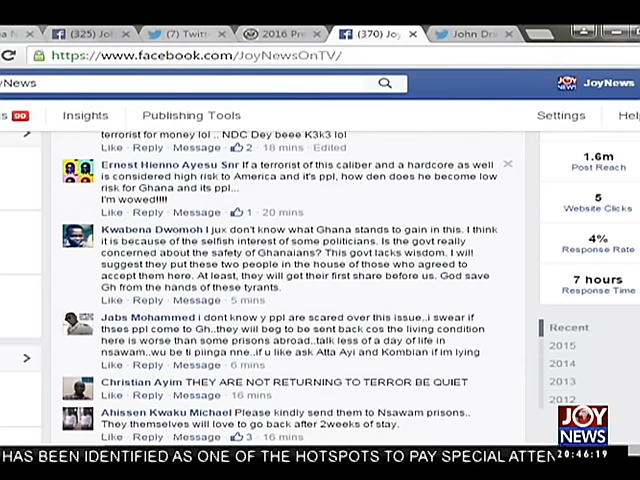 (325) Joi
(7) Twitt
2016 Pre
(370) Joy
John Dra
https://www.facebook.com/JoyNewsOnTV/
yNews
JOY NEWS
JoyNews
ns 99
Insights
Publishing Tools
Settings
Hel
terrorist for money lol .. NDC Dey beee K3k3 lol
Like · Reply · Message · 2 · 18 mins · Edited
Ernest Hienno Ayesu Snr If a terrorist of this caliber and a hardcore as well
is considered high risk to America and it's ppl, how den does he become low
risk for Ghana and its ppl...
I'm wowed!!!!
Like · Reply · Message · 1 · 20 mins
Kwabena Dwomoh I jux don't know what Ghana stands to gain in this. I think
it is because of the selfish interest of some politicians. Is the govt really
concerned about the safety of Ghanaians? This govt lacks wisdom. I will
suggest they put these two people in the house of those who agreed to
accept them here. At least, they will get their first share before us. God save
Gh from the hands of these tyrants.
Like · Reply · Message · 5 mins
Jabs Mohammed i dont know y ppl are scared over this issue..i swear if
thses ppl come to Gh..they wiil beg to be sent back cos the living condition
here is worse than some prisons abroad..talk less of a day of life in
nsawam..wu be ti piinga nne..if u like ask Atta Ayi and Kombian if im lying
Like · Reply · Message · 6 mins
Christian Ayim THEY ARE NOT RETURNING TO TERROR BE QUIET
Like · Reply · Message · 16 mins
Ahissen Kwaku Michael Please kindly send them to Nsawam prisons..
They themselves will love to go back after 2weeks of stay.
Like · Reply · Message · 3 · 16 mins
1.6m
Post Reach
5
Website Clicks
4%
Response Rate
7 hours
Response Time
Recent
2015
2014
2013
2012
JOY
NEWS
20:46:19
HAS BEEN IDENTIFIED AS ONE OF THE HOTSPOTS TO PAY SPECIAL ATTEN